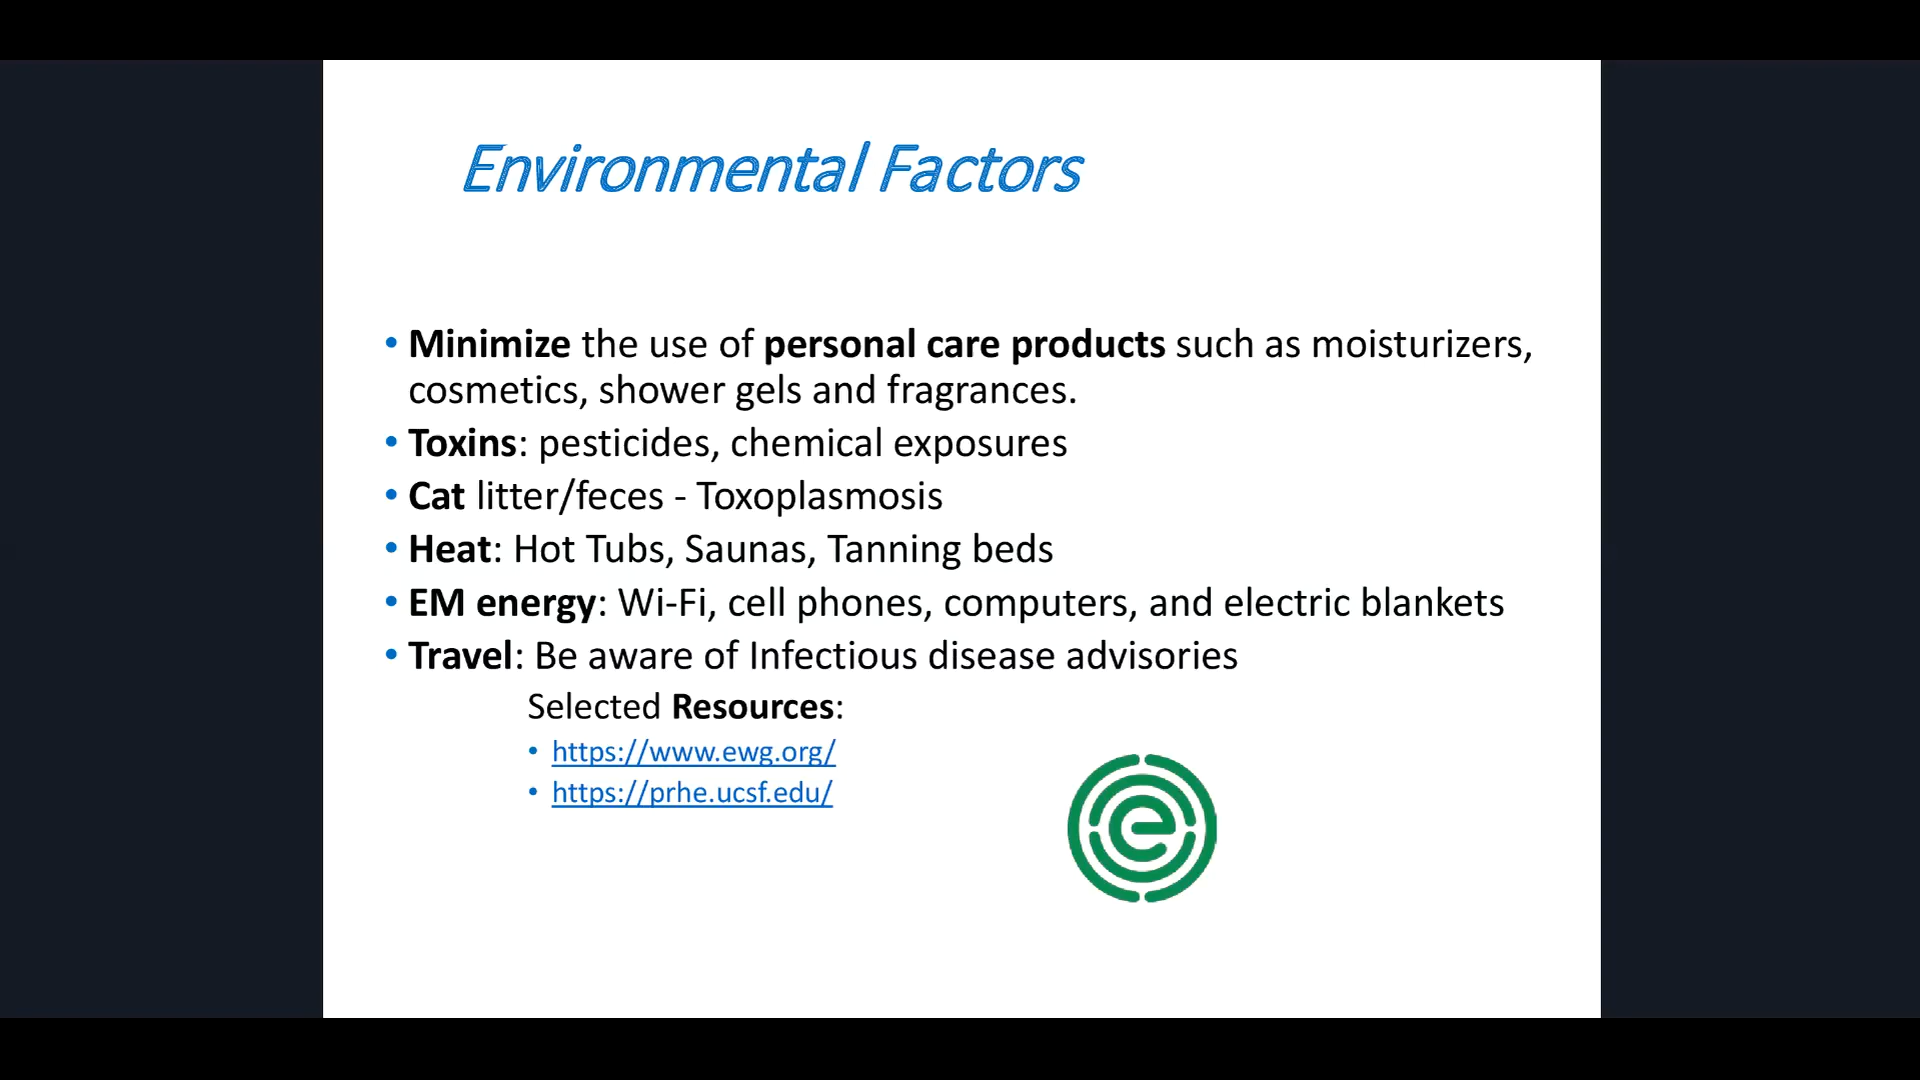 Environmental Factors
• Minimize the use of personal care products such as moisturizers,
cosmetics, shower gels and fragrances.
• Toxins: pesticides, chemical exposures
• Cat litter/feces - Toxoplasmosis
• Heat: Hot Tubs, Saunas, Tanning beds
• EM energy: Wi-Fi, cell phones, computers, and electric blankets
• Travel: Be aware of Infectious disease advisories
Selected Resources:
• https://www.ewg.org/
• https://prhe.ucsf.edu/
e